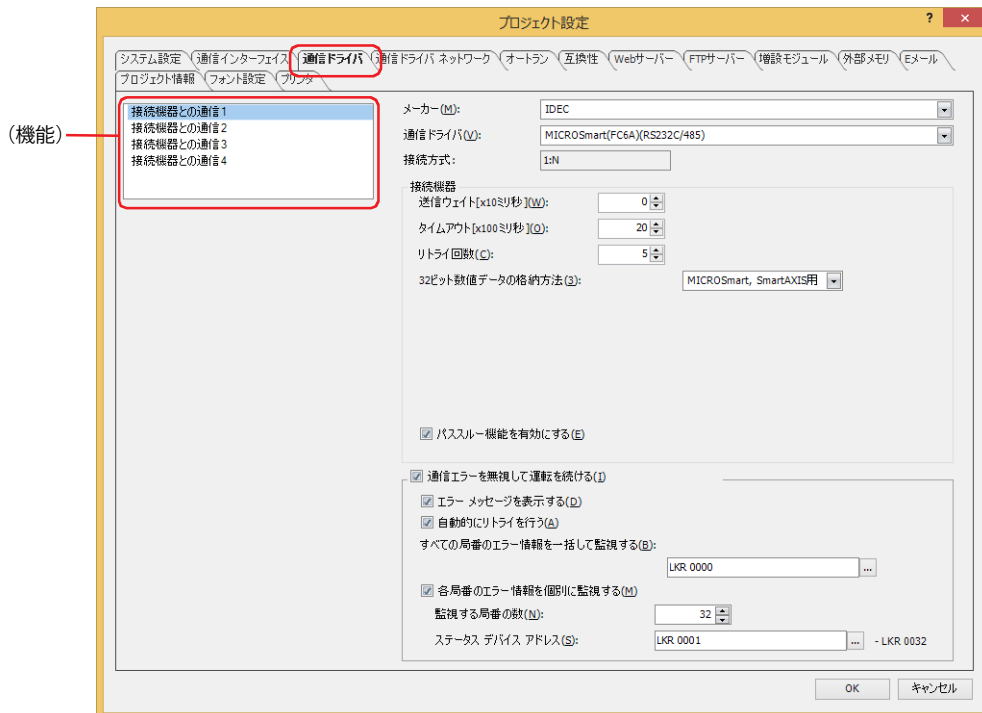 プロジェクト設定
? ×
システム設定 通信インターフェイス 通信ドライバ 通信ドライバ ネットワーク オートラン 互換性 Webサーバー FTPサーバー 増設モジュール 外部メモリ Eメール
プロジェクト情報 フォント設定 プリンタ
(機能)
接続機器との通信1
接続機器との通信2
接続機器との通信3
接続機器との通信4
メーカー(M): IDEC
通信ドライバ(V): MICROSmart(FC6A)(RS232C/485)
接続方式: 1:N
接続機器
送信ウェイト[x10ミリ秒](W): 0
タイムアウト[x100ミリ秒](O): 20
リトライ回数(C): 5
32ビット数値データの格納方法(3): MICROSmart, SmartAXIS用
パススルー機能を有効にする(E)
通信エラーを無視して運転を続ける(I)
エラー メッセージを表示する(D)
自動的にリトライを行う(A)
すべての局番のエラー情報を一括して監視する(B):
LKR 0000 ...
各局番のエラー情報を個別に監視する(M)
監視する局番の数(N): 32
ステータス デバイス アドレス(S): LKR 0001 ... - LKR 0032
OK キャンセル